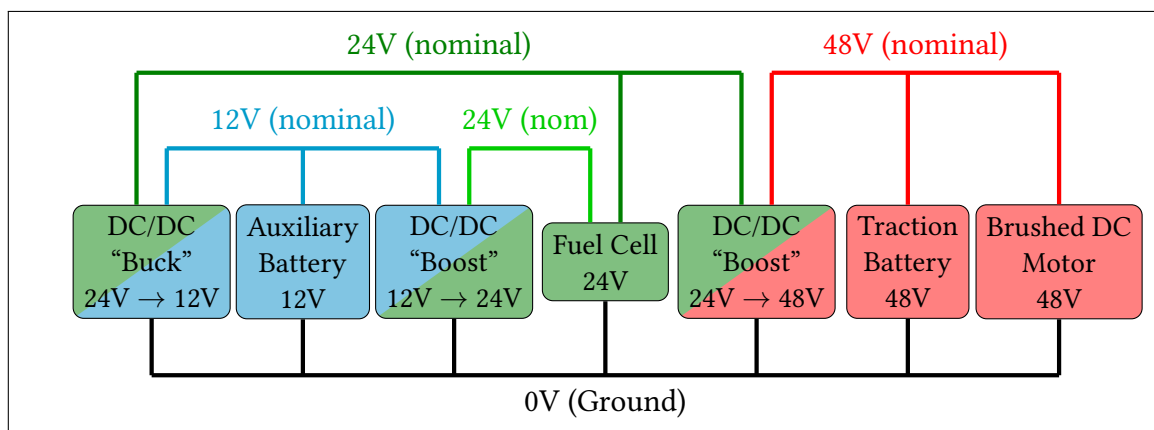 24V (nominal)
48V (nominal)
12V (nominal)
24V (nom)
DC/DC
“Buck”
24V → 12V
Auxiliary
Battery
12V
DC/DC
“Boost”
12V → 24V
Fuel Cell
24V
DC/DC
“Boost”
24V → 48V
Traction
Battery
48V
Brushed DC
Motor
48V
0V (Ground)